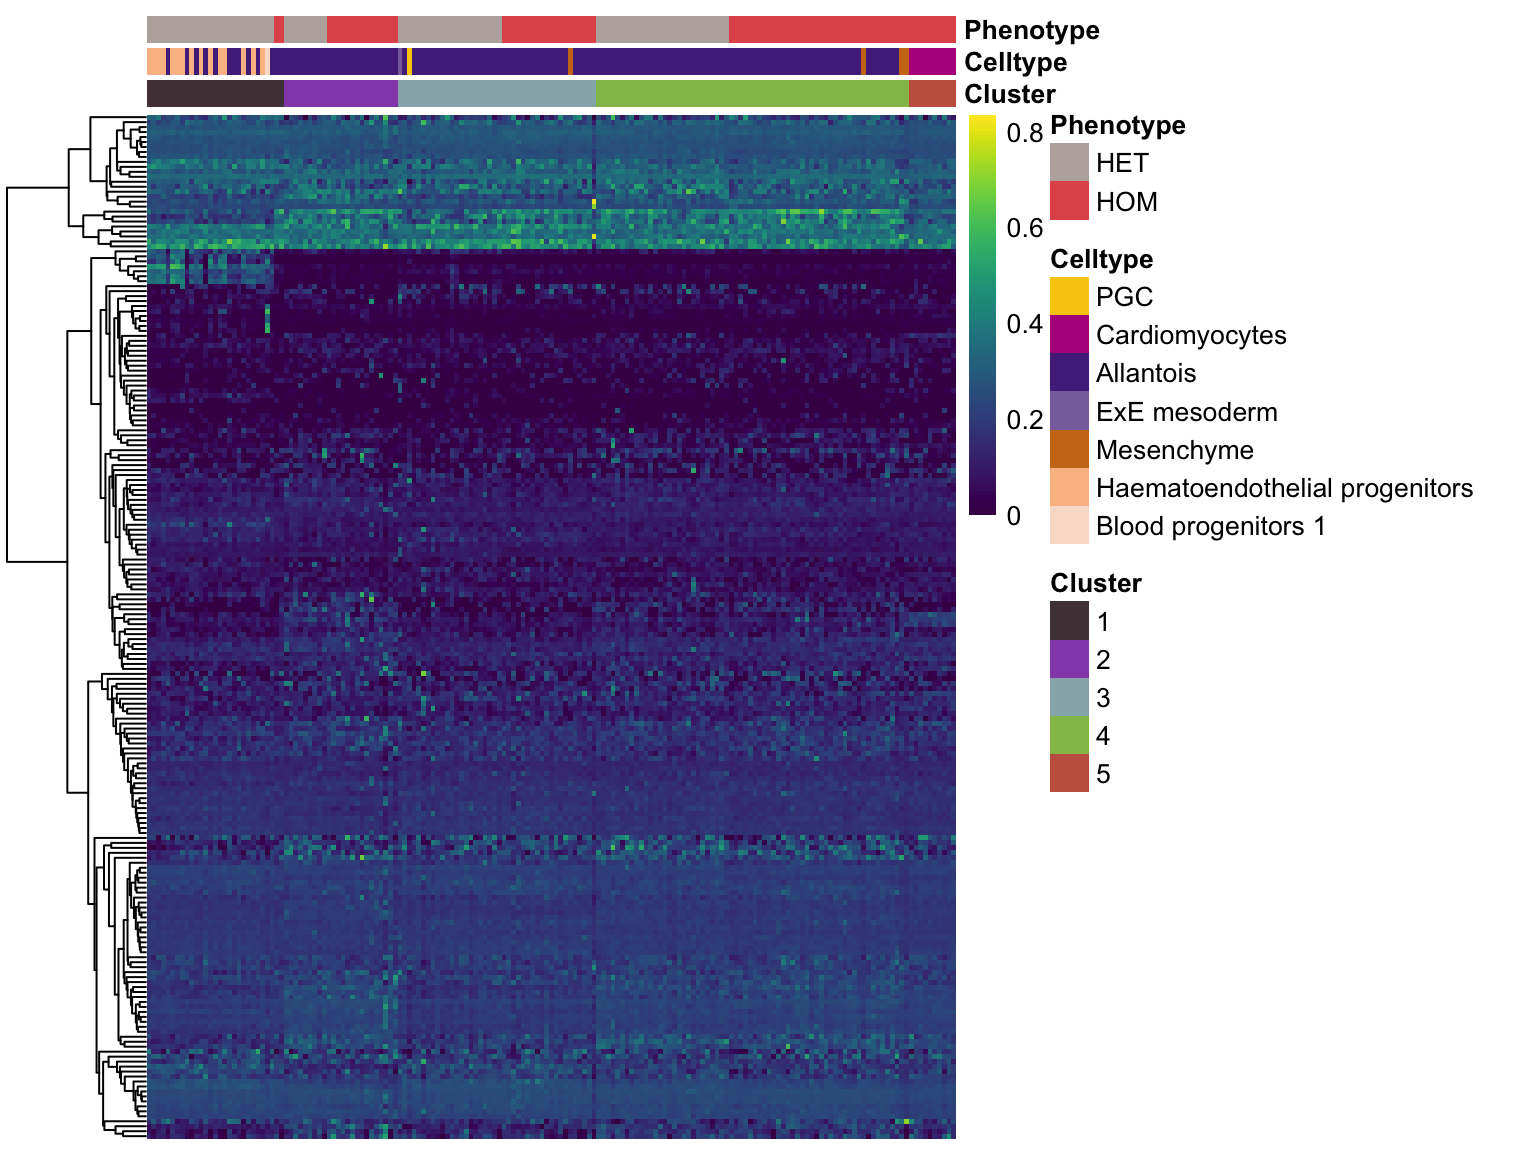 Phenotype
Celltype
Cluster
0.8
0.6
0.4
0.2
0
Phenotype
HET
HOM
Celltype
PGC
Cardiomyocytes
Allantois
ExE mesoderm
Mesenchyme
Haematoendothelial progenitors
Blood progenitors 1
Cluster
1
2
3
4
5